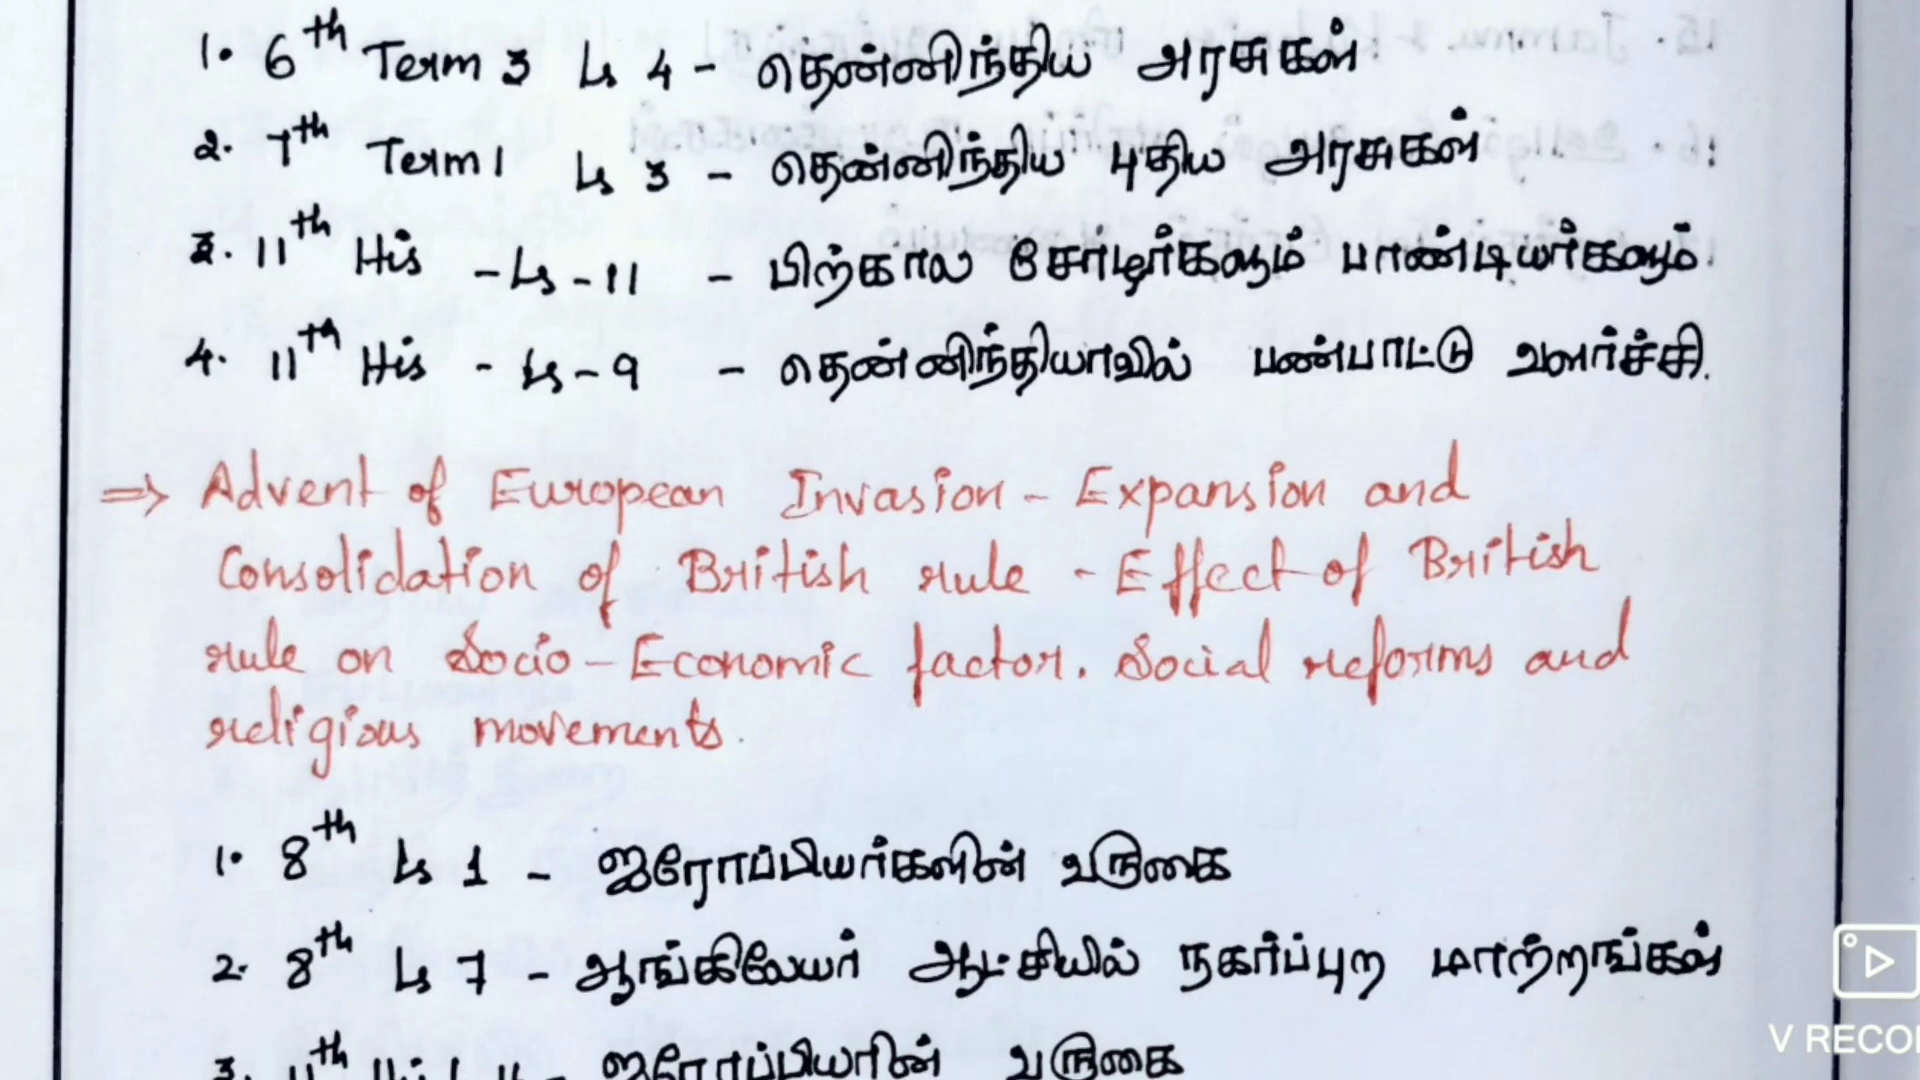 1. 6th Term 3 Ls 4 - தென்னிந்திய அரசுகள்
2. 7th Term 1 Ls 3 - தென்னிந்திய புதிய அரசுகள்
3. 11th His - Ls - 11 - பிற்கால சோழர்களும் பாண்டியர்களும்.
4. 11th His - Ls - 9 - தென்னிந்தியாவில் பண்பாட்டு வளர்ச்சி.
⇒ Advent of European Invasion - Expansion and
Consolidation of British rule - Effect of British
rule on Socio - Economic factor. Social reforms and
religious movements.
1. 8th Ls 1 - ஐரோப்பியர்களின் வருகை
2. 8th Ls 7 - ஆங்கிலேயர் ஆட்சியில் நகர்ப்புற மாற்றங்கள்
3. 11th ஐரோப்பியரின் வருகை
V RECO